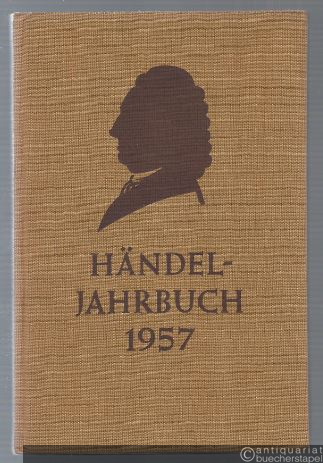 HÄNDEL-
JAHRBUCH
1957
©antiquariat
buecherstapel